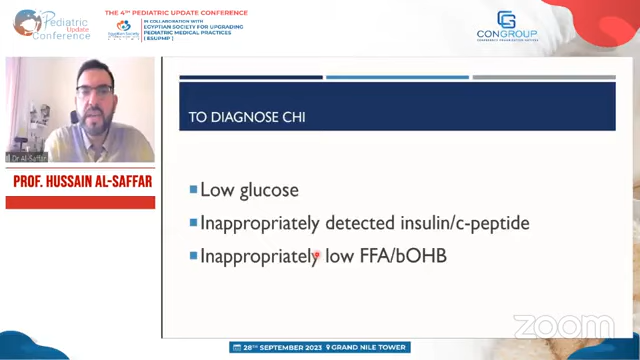 Pediatric
Update
Conference
THE 4TH PEDIATRIC UPDATE CONFERENCE
Egyptian Society
IN COLLABORATION WITH
EGYPTIAN SOCIETY FOR UPGRADING
PEDIATRIC MEDICAL PRACTICES
( ESUPMP )
CONGROUP
Dr Al-Saffar
PROF. HUSSAIN AL-SAFFAR
TO DIAGNOSE CHI
Low glucose
Inappropriately detected insulin/c-peptide
Inappropriately low FFA/bOHB
zoom
28TH SEPTEMBER 2023 GRAND NILE TOWER